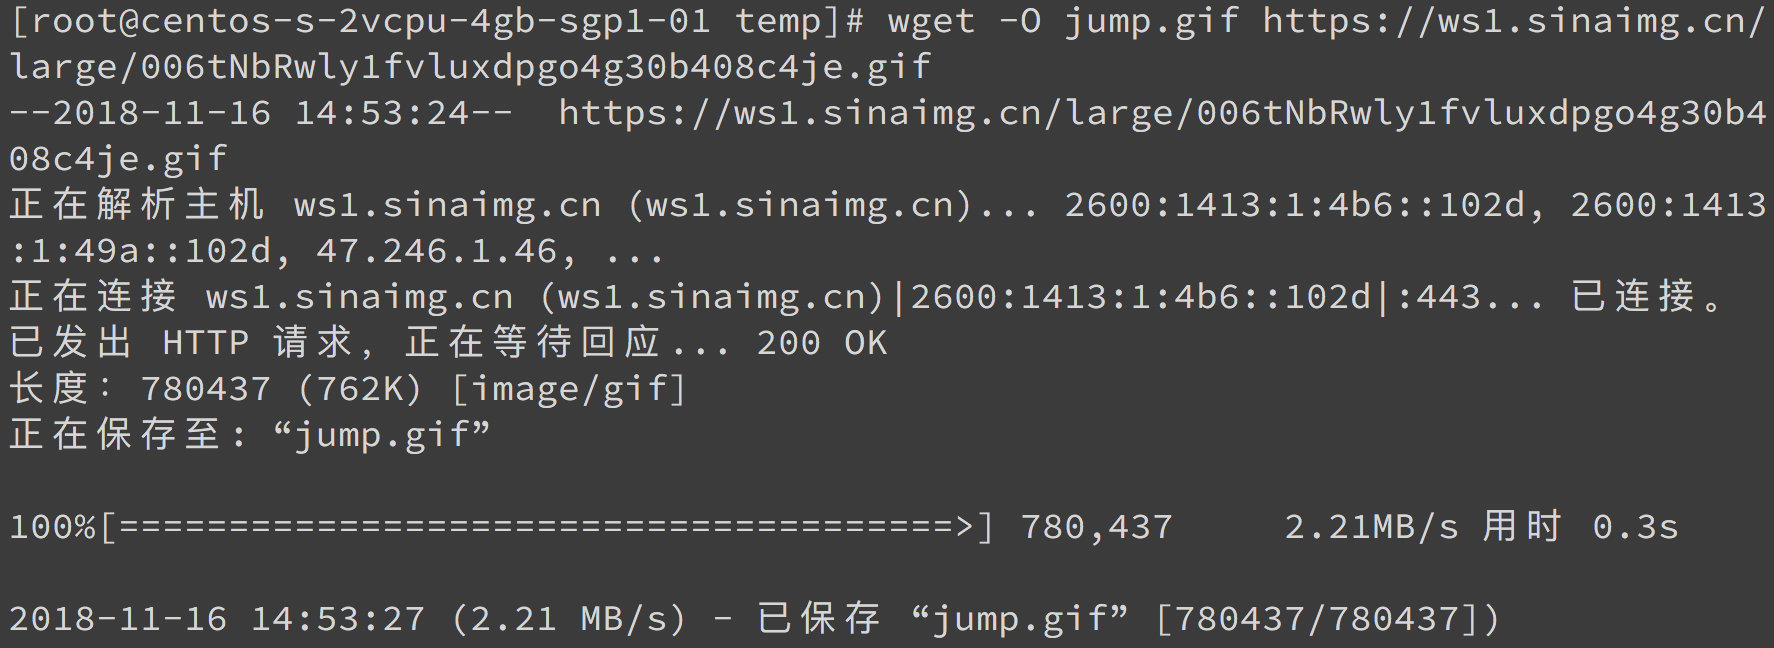 [root@centos-s-2vcpu-4gb-sgp1-01 temp]# wget -O jump.gif https://ws1.sinaimg.cn/
large/006tNbRwly1fvluxdpgo4g30b408c4je.gif
--2018-11-16 14:53:24--  https://ws1.sinaimg.cn/large/006tNbRwly1fvluxdpgo4g30b4
08c4je.gif
正在解析主机 ws1.sinaimg.cn (ws1.sinaimg.cn)... 2600:1413:1:4b6::102d, 2600:1413
:1:49a::102d, 47.246.1.46, ...
正在连接 ws1.sinaimg.cn (ws1.sinaimg.cn)|2600:1413:1:4b6::102d|:443... 已连接。
已发出 HTTP 请求，正在等待回应... 200 OK
长度：780437 (762K) [image/gif]
正在保存至: “jump.gif”
100%[======================================>] 780,437     2.21MB/s 用时 0.3s
2018-11-16 14:53:27 (2.21 MB/s) - 已保存 “jump.gif” [780437/780437])